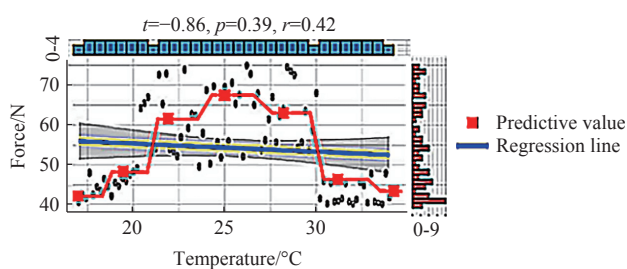 t=−0.86, p=0.39, r=0.42
0-4
70
60
50
40
Force/N
20
25
30
Temperature/°C
0-9
Predictive value
Regression line